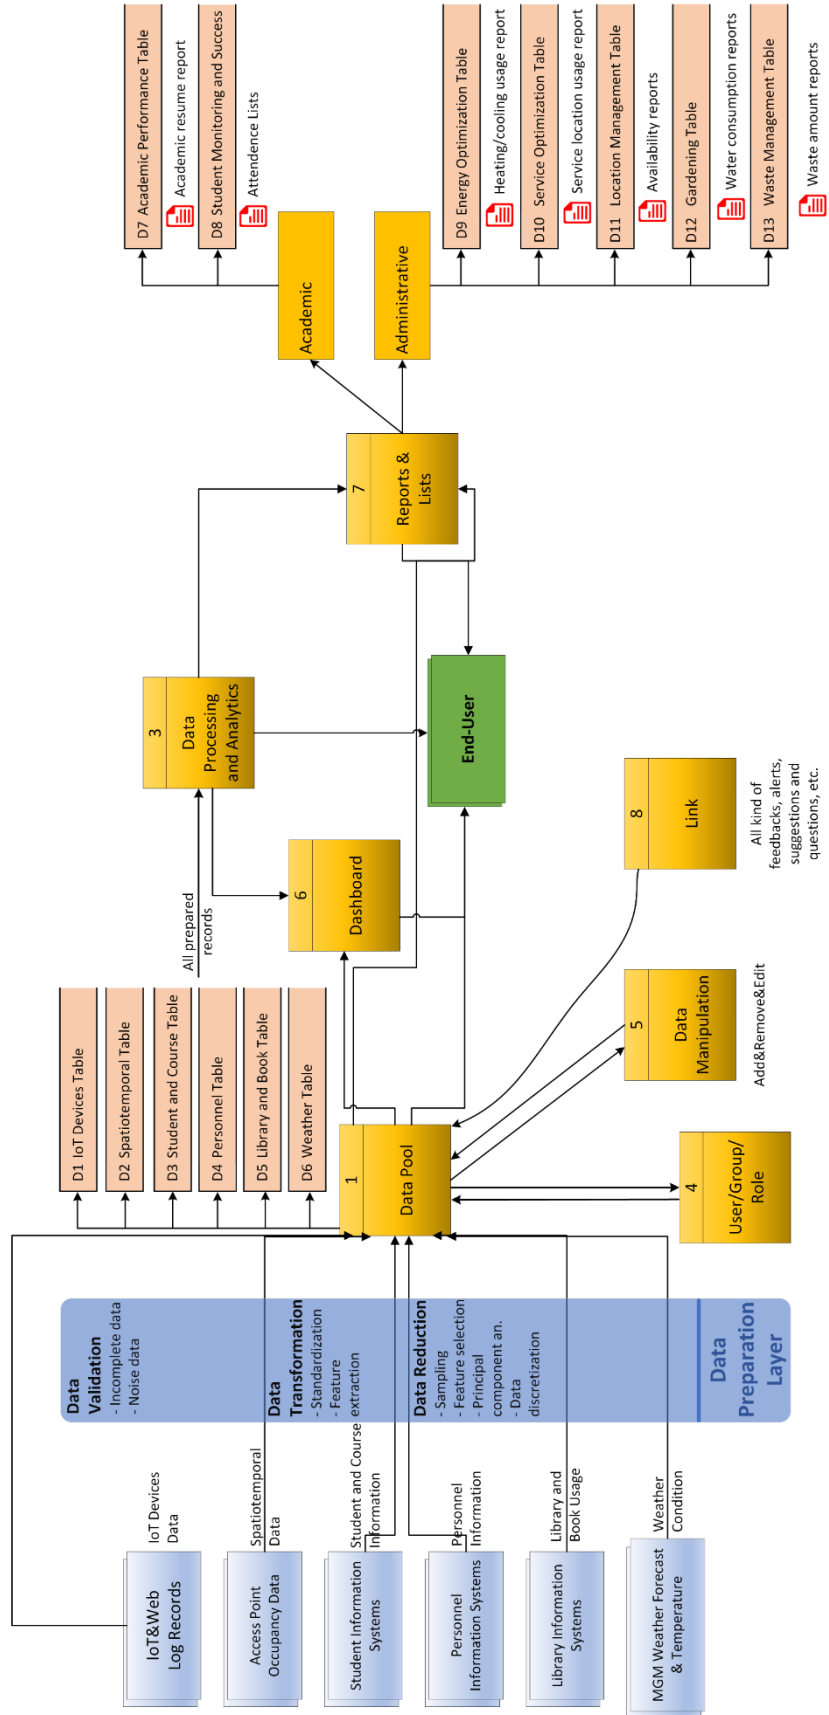 IoT&Web
Log Records
Access Point
Occupancy Data
Student Information
Systems
Personnel
Information Systems
Library Information
Systems
MGM Weather Forecast
& Temperature
IoT Devices
Data
Spatiotemporal
Data
Student and Course
Information
Personnel
Information
Library and
Book Usage
Weather
Condition
Data
Validation
- Incomplete data
- Noise data
Data
Transformation
- Standardization
- Feature
extraction
Data Reduction
- Sampling
- Feature selection
- Principal
component an.
- Data
discretization
Data
Preparation
Layer
D1 IoT Devices Table
D2 Spatiotemporal Table
D3 Student and Course Table
D4 Personnel Table
D5 Library and Book Table
D6 Weather Table
1
Data Pool
4
User/Group/
Role
5
Data
Manipulation
Add&Remove&Edit
8
Link
All kind of
feedbacks, alerts,
suggestions and
questions, etc.
All prepared
records
6
Dashboard
3
Data
Processing
and Analytics
End-User
7
Reports &
Lists
Academic
Administrative
D7 Academic Performance Table
Academic resume report
D8 Student Monitoring and Success
Attendence Lists
D9 Energy Optimization Table
Heating/cooling usage report
D10 Service Optimization Table
Service location usage report
D11 Location Management Table
Availability reports
D12 Gardening Table
Water consumption reports
D13 Waste Management Table
Waste amount reports